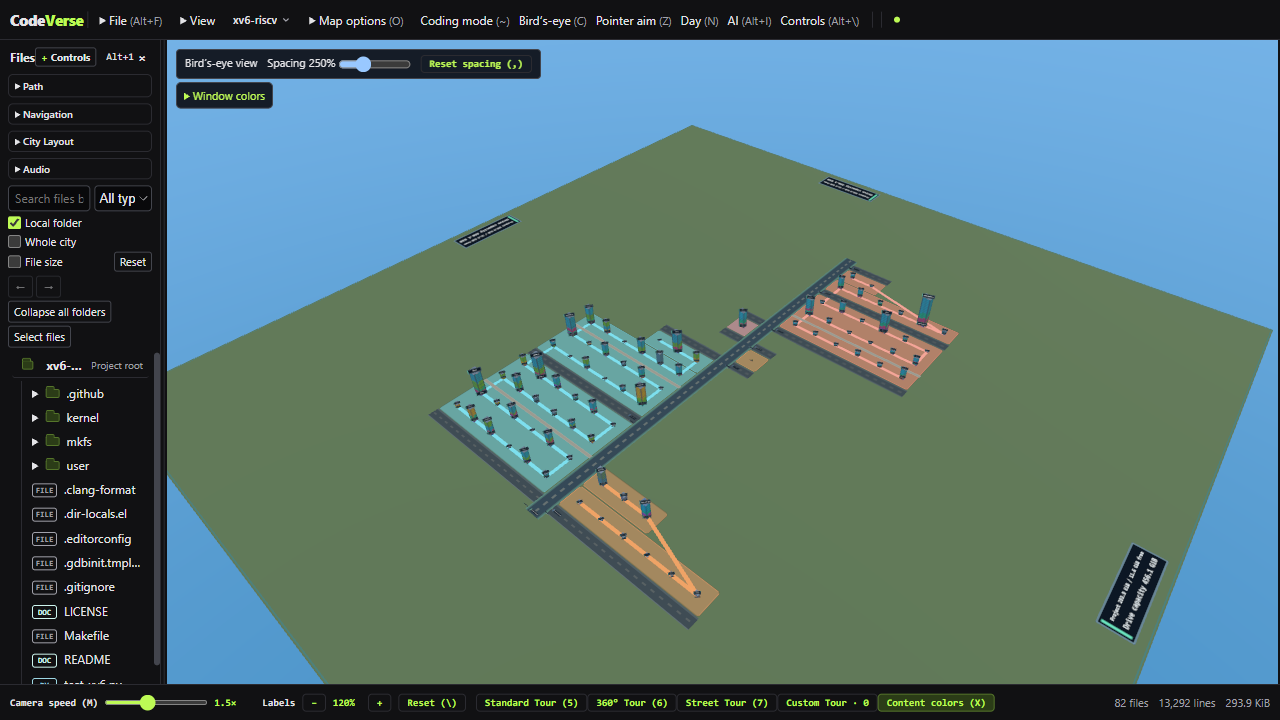 CodeVerse ▶ File (Alt+F) ▶ View xv6-riscv ▶ Map options (O) Coding mode (~) Bird's-eye (C) Pointer aim (Z) Day (N) AI (Alt+I) Controls (Alt+\)
Files + Controls Alt+1 ×
▶ Path
▶ Navigation
▶ City Layout
▶ Audio
Search files b All typ
Local folder
Whole city
File size Reset
← →
Collapse all folders
Select files
xv6-... Project root
▶ .github
▶ kernel
▶ mkfs
▶ user
FILE .clang-format
FILE .dir-locals.el
FILE .editorconfig
FILE .gdbinit.tmpl...
FILE .gitignore
DOC LICENSE
FILE Makefile
DOC README
Bird's-eye view Spacing 250% Reset spacing (,)
▶ Window colors
Drive capacity 456.1 GiB
Camera speed (M) 1.5× Labels - 120% + Reset (\) Standard Tour (5) 360° Tour (6) Street Tour (7) Custom Tour · 0 Content colors (X) 82 files 13,292 lines 293.9 KiB